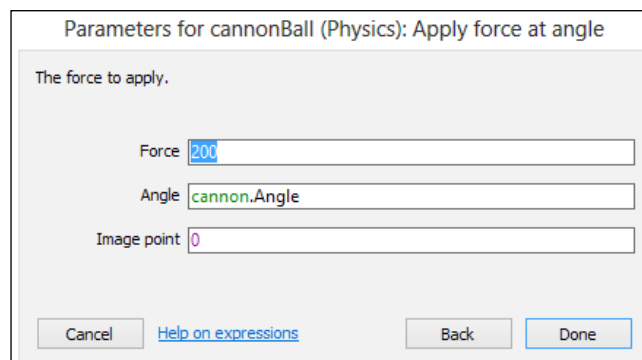 Parameters for cannonBall (Physics): Apply force at angle
The force to apply.
Force 200
Angle cannon.Angle
Image point 0
Cancel Help on expressions Back Done